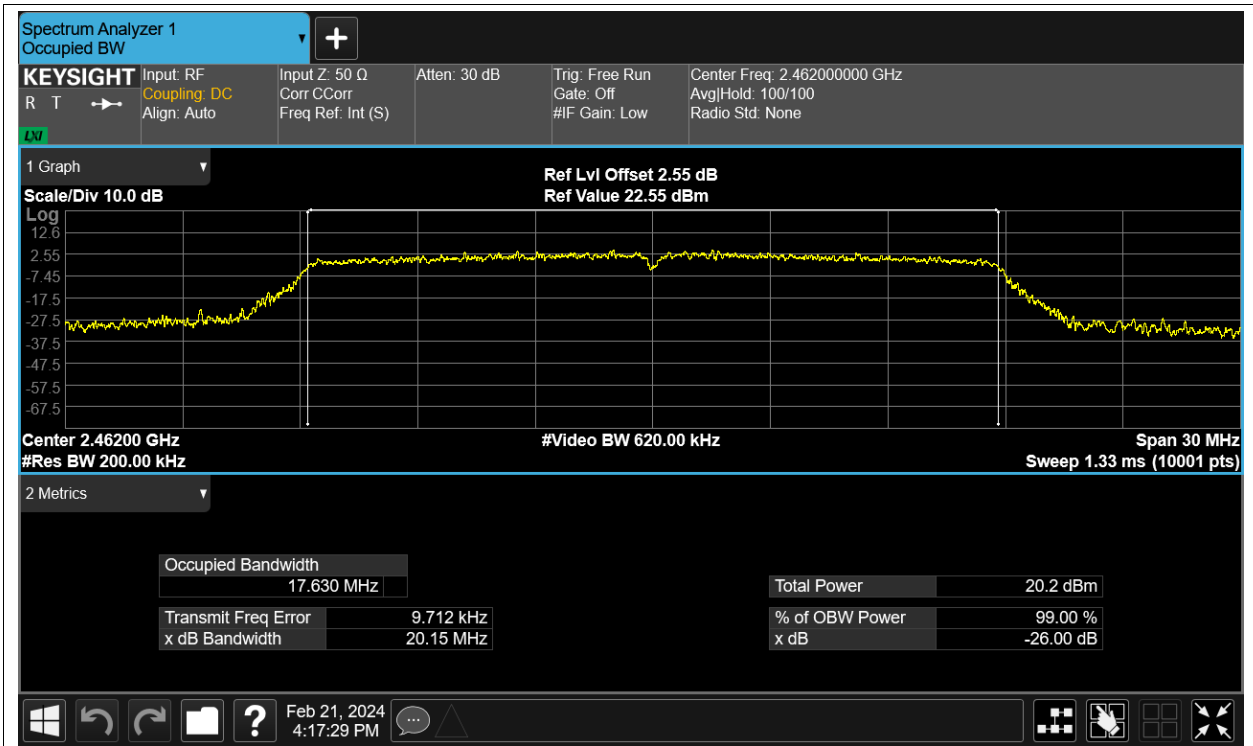 Spectrum Analyzer 1
Occupied BW
KEYSIGHT
R T
LXI
Input: RF
Coupling: DC
Align: Auto
Input Z: 50 Ω
Corr CCorr
Freq Ref: Int (S)
Atten: 30 dB
Trig: Free Run
Gate: Off
#IF Gain: Low
Center Freq: 2.462000000 GHz
Avg|Hold: 100/100
Radio Std: None
1 Graph
Scale/Div 10.0 dB
Ref Lvl Offset 2.55 dB
Ref Value 22.55 dBm
Log
12.6
2.55
-7.45
-17.5
-27.5
-37.5
-47.5
-57.5
-67.5
Center 2.46200 GHz
#Video BW 620.00 kHz
Span 30 MHz
#Res BW 200.00 kHz
Sweep 1.33 ms (10001 pts)
2 Metrics
Occupied Bandwidth
17.630 MHz
Total Power 20.2 dBm
Transmit Freq Error 9.712 kHz
% of OBW Power 99.00 %
x dB Bandwidth 20.15 MHz
x dB -26.00 dB
?
Feb 21, 2024
4:17:29 PM